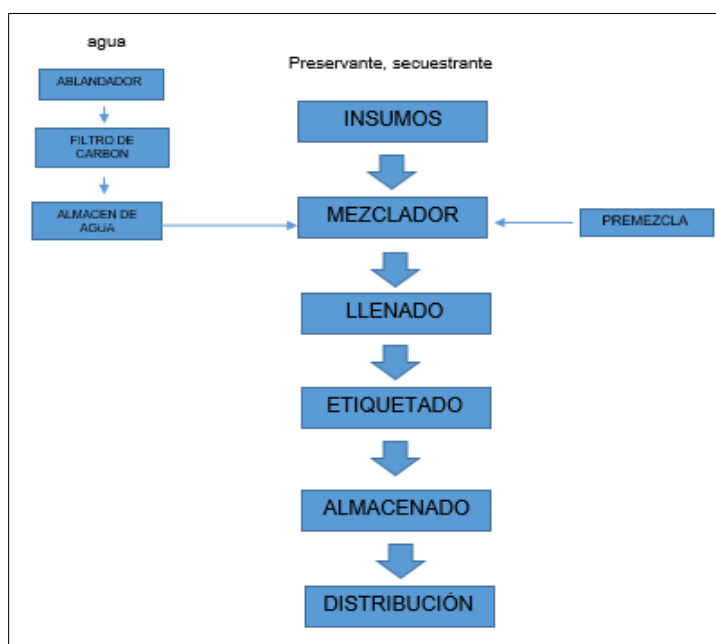 agua
ABLANDADOR
FILTRO DE
CARBON
ALMACEN DE
AGUA
Preservante, secuestrante
INSUMOS
MEZCLADOR
PREMEZCLA
LLENADO
ETIQUETADO
ALMACENADO
DISTRIBUCIÓN